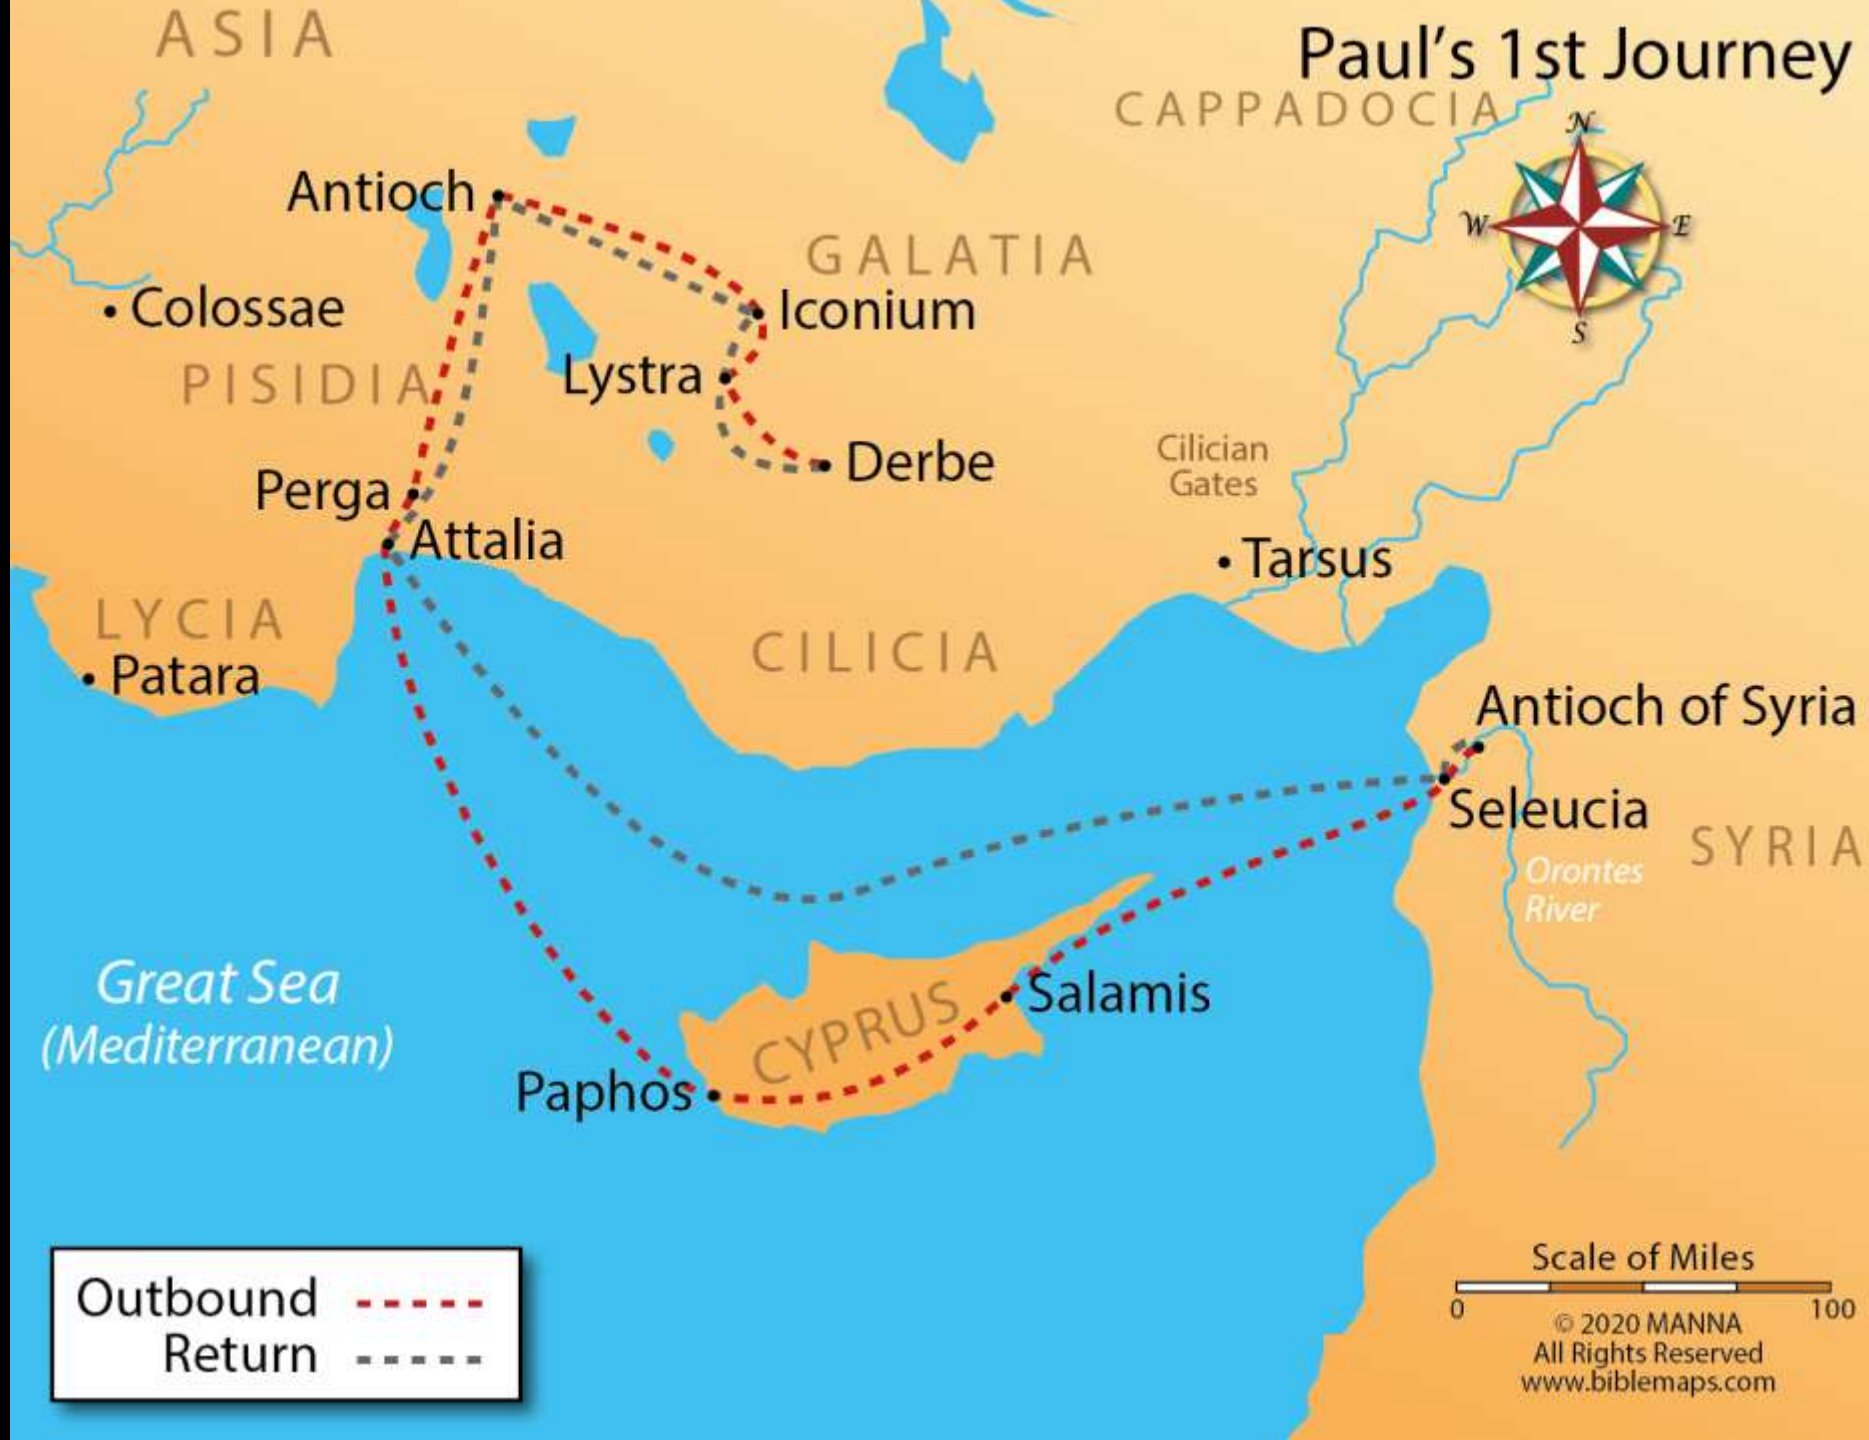 ASIA
Paul's 1st Journey
CAPPADOCIA
N
Antioch
W
E
GALATIA
Colossae
Iconium
S
PISIDIA
Lystra
Cilician
Gates
Derbe
Perga
Attalia
Tarsus
LYCIA
CILICIA
Patara
Antioch of Syria
Seleucia
SYRIA
Orontes
River
Great Sea
(Mediterranean)
Salamis
CYPRUS
Paphos
Outbound
Return
Scale of Miles
0 100
© 2020 MANNA
All Rights Reserved
www.biblemaps.com